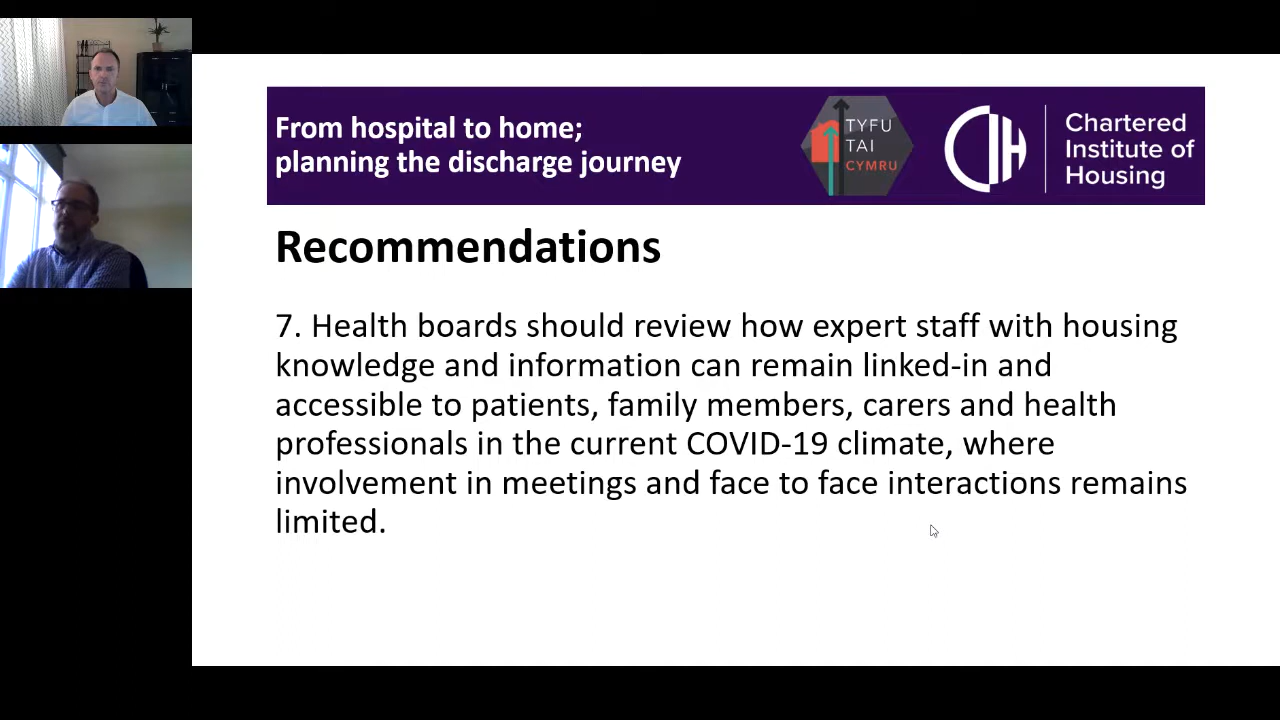 From hospital to home;
planning the discharge journey
TYFU
TAI
CYMRU
CIH
Chartered
Institute of
Housing
Recommendations
7. Health boards should review how expert staff with housing
knowledge and information can remain linked-in and
accessible to patients, family members, carers and health
professionals in the current COVID-19 climate, where
involvement in meetings and face to face interactions remains
limited.